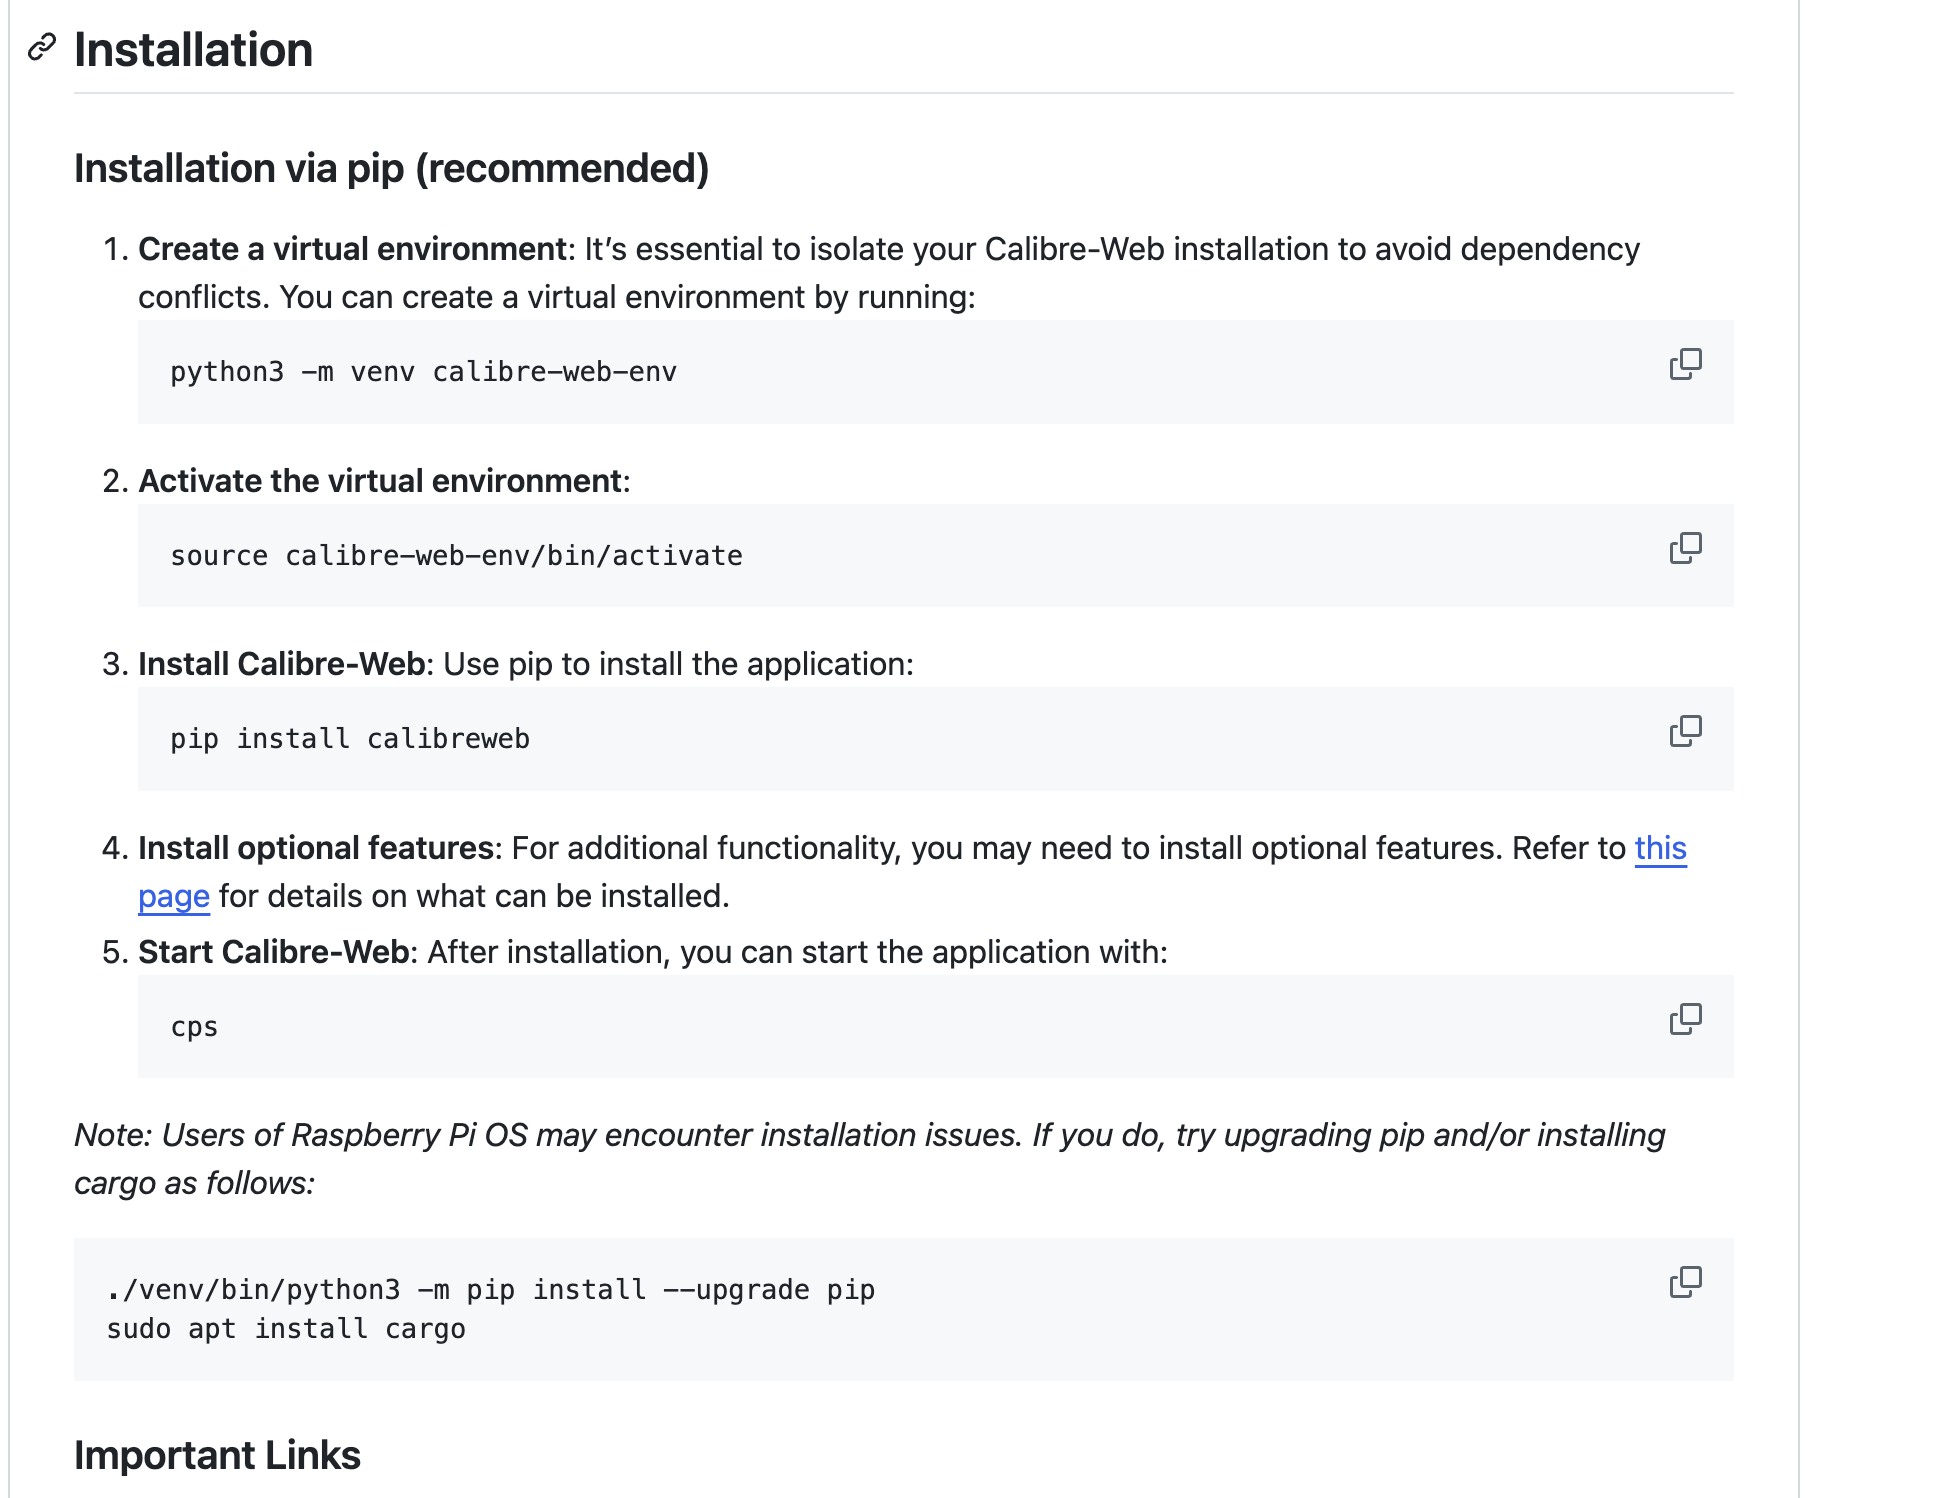 Installation
Installation via pip (recommended)
1. Create a virtual environment: It’s essential to isolate your Calibre-Web installation to avoid dependency
conflicts. You can create a virtual environment by running:
python3 -m venv calibre-web-env
2. Activate the virtual environment:
source calibre-web-env/bin/activate
3. Install Calibre-Web: Use pip to install the application:
pip install calibreweb
4. Install optional features: For additional functionality, you may need to install optional features. Refer to this
page for details on what can be installed.
5. Start Calibre-Web: After installation, you can start the application with:
cps
Note: Users of Raspberry Pi OS may encounter installation issues. If you do, try upgrading pip and/or installing
cargo as follows:
./venv/bin/python3 -m pip install --upgrade pip
sudo apt install cargo
Important Links